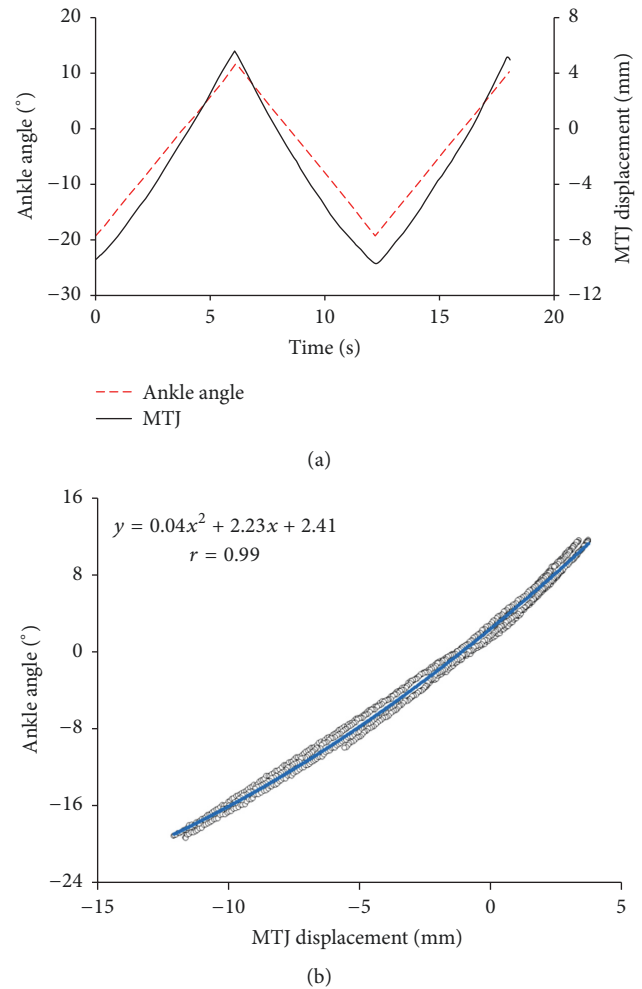 20
10
0
−10
−20
−30
Ankle angle (°)
8
4
0
−4
−8
−12
MTJ displacement (mm)
0 5 10 15 20
Time (s)
Ankle angle
MTJ
(a)
16
8
0
−8
−16
−24
Ankle angle (°)
y = 0.04x² + 2.23x + 2.41
r = 0.99
−15 −10 −5 0 5
MTJ displacement (mm)
(b)